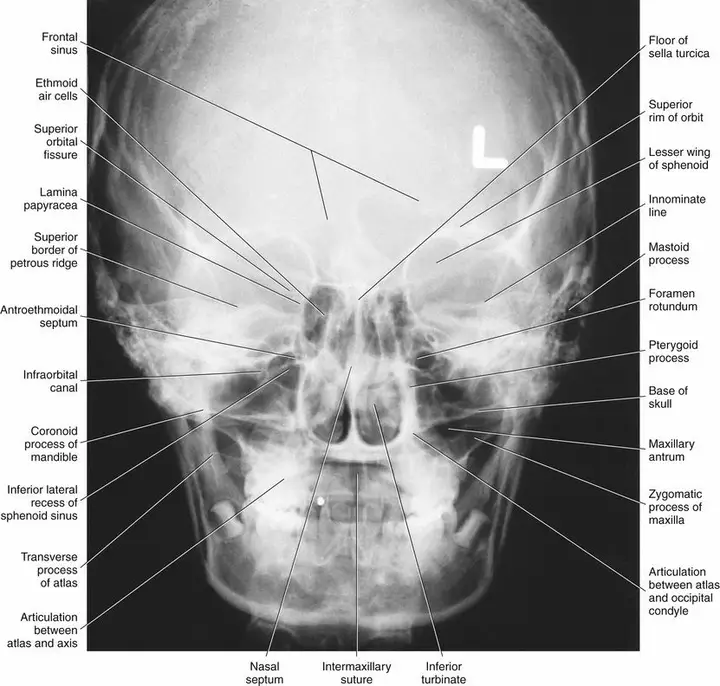 Frontal
sinus
Ethmoid
air cells
Superior
orbital
fissure
Lamina
papyracea
Superior
border of
petrous ridge
Antroethmoidal
septum
Infraorbital
canal
Coronoid
process of
mandible
Inferior lateral
recess of
sphenoid sinus
Transverse
process
of atlas
Articulation
between
atlas and axis
Nasal
septum
Intermaxillary
suture
Inferior
turbinate
L
Floor of
sella turcica
Superior
rim of orbit
Lesser wing
of sphenoid
Innominate
line
Mastoid
process
Foramen
rotundum
Pterygoid
process
Base of
skull
Maxillary
antrum
Zygomatic
process of
maxilla
Articulation
between atlas
and occipital
condyle